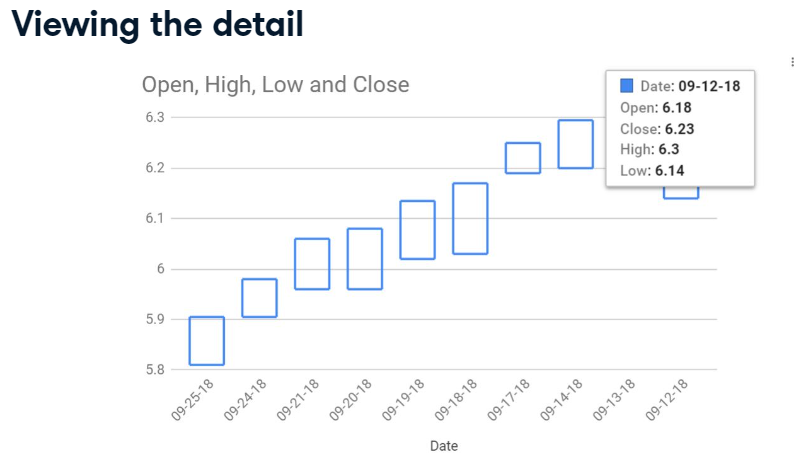 Viewing the detail
Open, High, Low and Close
Date: 09-12-18
Open: 6.18
Close: 6.23
High: 6.3
Low: 6.14
6.3
6.2
6.1
6
5.9
5.8
09-25-18
09-24-18
09-21-18
09-20-18
09-19-18
09-18-18
09-17-18
09-14-18
09-13-18
09-12-18
Date